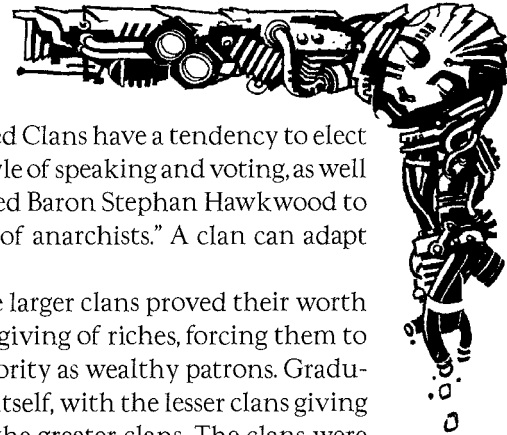 ed Clans have a tendency to elect
yle of speaking and voting, as well
ed Baron Stephan Hawkwood to
of anarchists." A clan can adapt
e larger clans proved their worth
giving of riches, forcing them to
ority as wealthy patrons. Gradu-
itself, with the lesser clans giving
the greater clans. The clans were